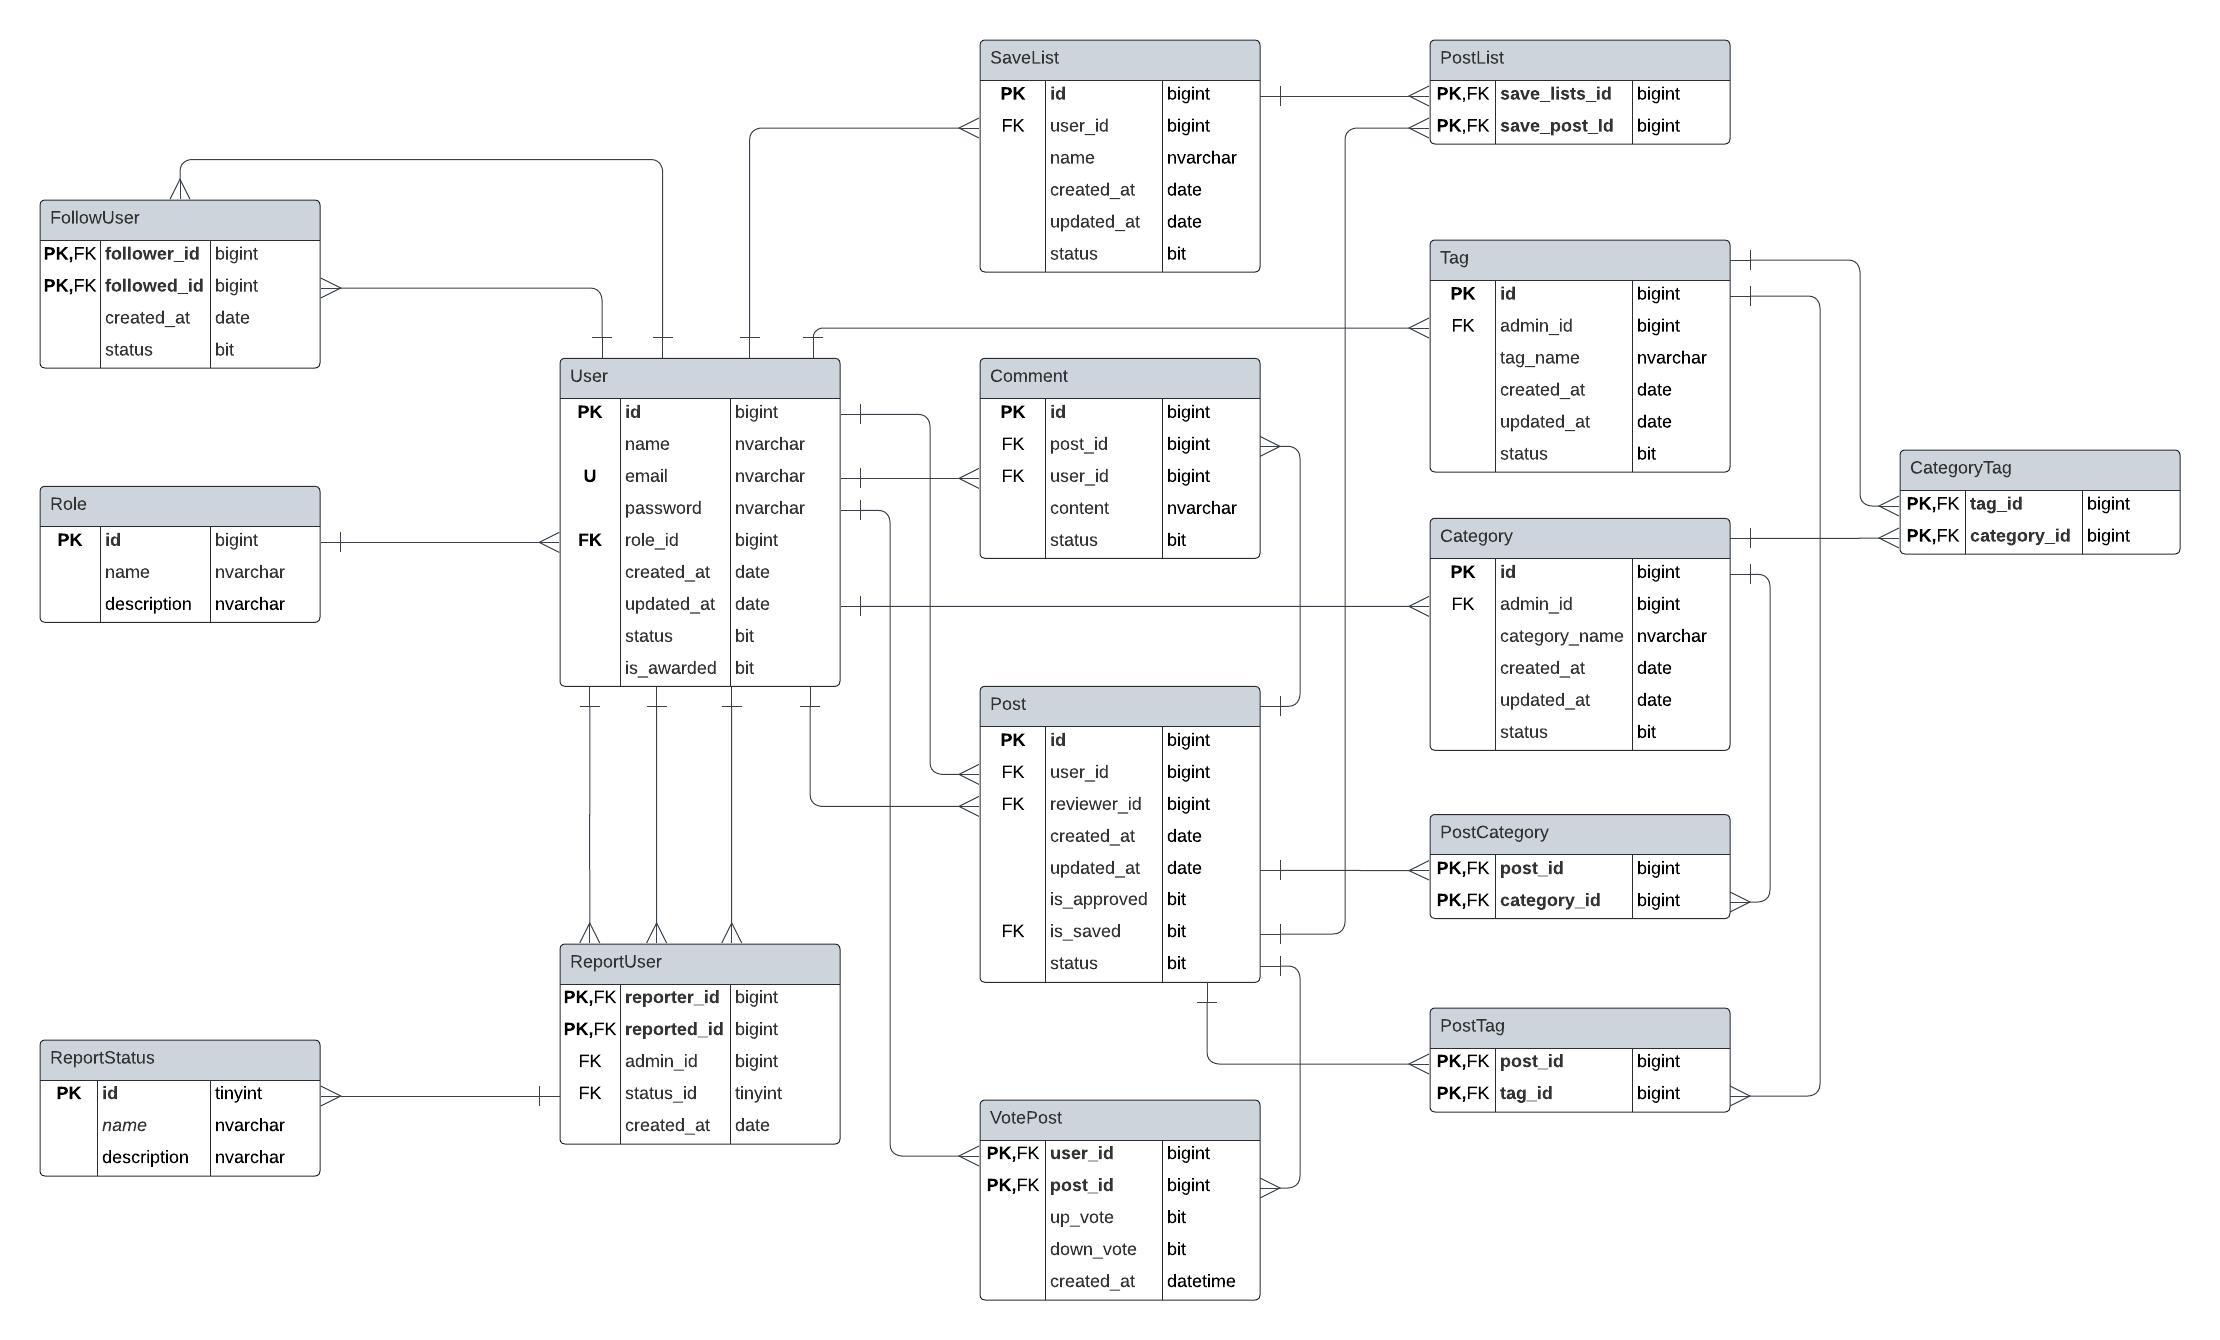 SaveList
PK id bigint
FK user_id bigint
name nvarchar
created_at date
updated_at date
status bit
PostList
PK,FK save_lists_id bigint
PK,FK save_post_Id bigint
FollowUser
PK,FK follower_id bigint
PK,FK followed_id bigint
created_at date
status bit
Tag
PK id bigint
FK admin_id bigint
tag_name nvarchar
created_at date
updated_at date
status bit
User
PK id bigint
name nvarchar
U email nvarchar
password nvarchar
FK role_id bigint
created_at date
updated_at date
status bit
is_awarded bit
Comment
PK id bigint
FK post_id bigint
FK user_id bigint
content nvarchar
status bit
CategoryTag
PK,FK tag_id bigint
PK,FK category_id bigint
Role
PK id bigint
name nvarchar
description nvarchar
Category
PK id bigint
FK admin_id bigint
category_name nvarchar
created_at date
updated_at date
status bit
Post
PK id bigint
FK user_id bigint
FK reviewer_id bigint
created_at date
updated_at date
is_approved bit
FK is_saved bit
status bit
PostCategory
PK,FK post_id bigint
PK,FK category_id bigint
ReportUser
PK,FK reporter_id bigint
PK,FK reported_id bigint
FK admin_id bigint
FK status_id tinyint
created_at date
PostTag
PK,FK post_id bigint
PK,FK tag_id bigint
ReportStatus
PK id tinyint
name nvarchar
description nvarchar
VotePost
PK,FK user_id bigint
PK,FK post_id bigint
up_vote bit
down_vote bit
created_at datetime